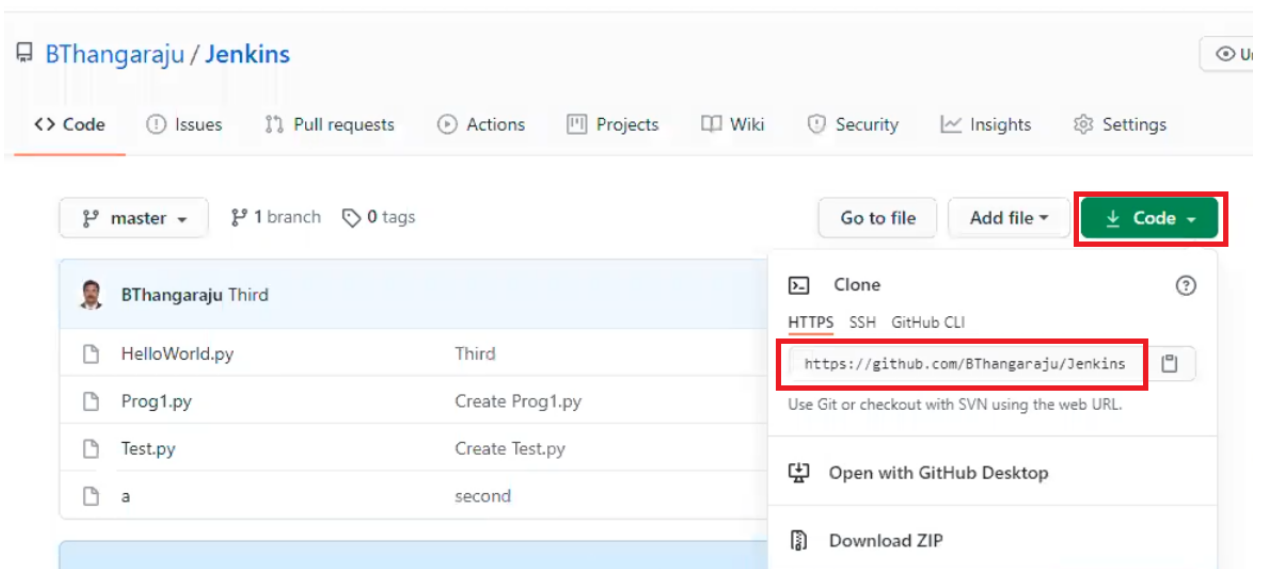 BThangaraju / Jenkins
Code Issues Pull requests Actions Projects Wiki Security Insights Settings
master 1 branch 0 tags Go to file Add file Code
BThangaraju Third
HelloWorld.py Third
Prog1.py Create Prog1.py
Test.py Create Test.py
a second
Clone
HTTPS SSH GitHub CLI
https://github.com/BThangaraju/Jenkins
Use Git or checkout with SVN using the web URL.
Open with GitHub Desktop
Download ZIP